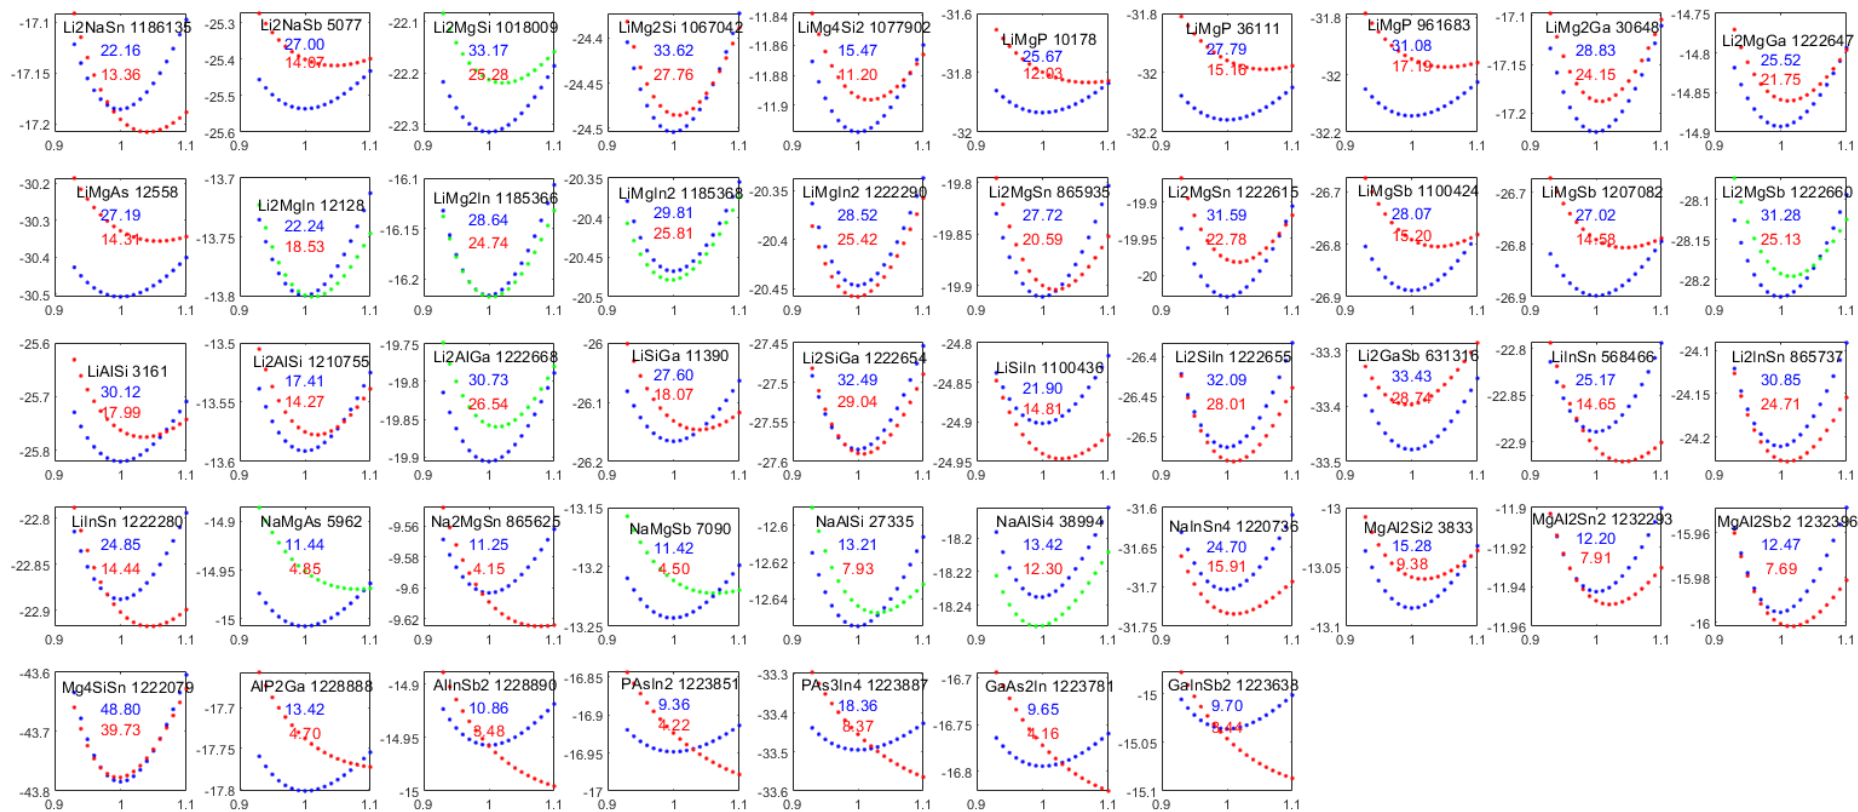 Li2NaSn 1186135
22.16
13.36
-17.1
-17.15
-17.2
0.9 1 1.1
Li2NaSb 5077
27.00
14.87
-25.3
-25.4
-25.5
-25.6
0.9 1 1.1
Li2MgSi 1018009
33.17
25.28
-22.1
-22.2
-22.3
0.9 1 1.1
LiMg2Si 1067042
33.62
27.76
-24.4
-24.45
-24.5
0.9 1 1.1
LiMg4Si2 1077902
15.47
11.20
-11.84
-11.86
-11.88
-11.9
0.9 1 1.1
LiMgP 10178
25.67
12.03
-31.6
-31.8
-32
0.9 1 1.1
LiMgP 36111
27.79
15.16
-31.8
-32
-32.2
0.9 1 1.1
LiMgP 961683
31.08
17.19
-31.8
-32
-32.2
0.9 1 1.1
LiMg2Ga 30648
28.83
24.15
-17.1
-17.15
-17.2
0.9 1 1.1
Li2MgGa 1222647
25.52
21.75
-14.75
-14.8
-14.85
-14.9
0.9 1 1.1
LiMgAs 12558
27.19
14.31
-30.2
-30.3
-30.4
-30.5
0.9 1 1.1
Li2MgIn 12128
22.24
18.53
-13.7
-13.75
-13.8
0.9 1 1.1
LiMg2In 1185366
28.64
24.74
-16.1
-16.15
-16.2
0.9 1 1.1
LiMgIn2 1185368
29.81
25.81
-20.35
-20.4
-20.45
-20.5
0.9 1 1.1
LiMgIn2 1222290
28.52
25.42
-20.35
-20.4
-20.45
0.9 1 1.1
Li2MgSn 865935
27.72
20.59
-19.8
-19.85
-19.9
0.9 1 1.1
Li2MgSn 1222615
31.59
22.78
-19.9
-19.95
-20
0.9 1 1.1
LiMgSb 1100424
28.07
15.20
-26.7
-26.8
-26.9
0.9 1 1.1
LiMgSb 1207082
27.02
14.58
-26.7
-26.8
-26.9
0.9 1 1.1
Li2MgSb 1222660
31.28
25.13
-28.1
-28.15
-28.2
0.9 1 1.1
LiAlSi 3161
30.12
17.99
-25.6
-25.7
-25.8
0.9 1 1.1
Li2AlSi 1210755
17.41
14.27
-13.5
-13.55
-13.6
0.9 1 1.1
Li2AlGa 1222668
30.73
26.54
-19.75
-19.8
-19.85
-19.9
0.9 1 1.1
LiSiGa 11390
27.60
18.07
-26
-26.1
-26.2
0.9 1 1.1
Li2SiGa 1222654
32.49
29.04
-27.45
-27.5
-27.55
-27.6
0.9 1 1.1
LiSiIn 1100436
21.90
14.81
-24.8
-24.85
-24.9
-24.95
0.9 1 1.1
Li2SiIn 1222655
32.09
28.01
-26.4
-26.45
-26.5
0.9 1 1.1
Li2GaSb 631316
33.43
28.74
-33.3
-33.4
-33.5
0.9 1 1.1
LiInSn 568466
25.17
14.65
-22.8
-22.85
-22.9
0.9 1 1.1
Li2InSn 865737
30.85
24.71
-24.1
-24.15
-24.2
0.9 1 1.1
LiInSn 1222280
24.85
14.44
-22.8
-22.85
-22.9
0.9 1 1.1
NaMgAs 5962
11.44
4.85
-14.9
-14.95
-15
0.9 1 1.1
Na2MgSn 865625
11.25
4.15
-9.56
-9.58
-9.6
-9.62
0.9 1 1.1
NaMgSb 7090
11.42
4.50
-13.15
-13.2
-13.25
0.9 1 1.1
NaAlSi 27335
13.21
7.93
-12.6
-12.62
-12.64
0.9 1 1.1
NaAlSi4 38994
13.42
12.30
-18.2
-18.22
-18.24
0.9 1 1.1
NaInSn4 1220736
24.70
15.91
-31.6
-31.65
-31.7
-31.75
0.9 1 1.1
MgAl2Si2 3833
15.28
9.38
-13
-13.05
-13.1
0.9 1 1.1
MgAl2Sn2 1232293
12.20
7.91
-11.9
-11.92
-11.94
-11.96
0.9 1 1.1
MgAl2Sb2 1232396
12.47
7.69
-15.96
-15.98
-16
0.9 1 1.1
Mg4SiSn 1222079
48.80
39.73
-43.6
-43.7
-43.8
0.9 1 1.1
AlP2Ga 1228888
13.42
4.70
-17.7
-17.75
-17.8
0.9 1 1.1
AlInSb2 1228890
10.86
3.48
-14.9
-14.95
-15
0.9 1 1.1
PAsIn2 1223851
9.36
4.22
-16.85
-16.9
-16.95
-17
0.9 1 1.1
PAs3In4 1223887
18.36
8.37
-33.3
-33.4
-33.5
-33.6
0.9 1 1.1
GaAs2In 1223781
9.65
4.16
-16.7
-16.75
-16.8
0.9 1 1.1
GaInSb2 1223638
9.70
3.44
-15
-15.05
-15.1
0.9 1 1.1